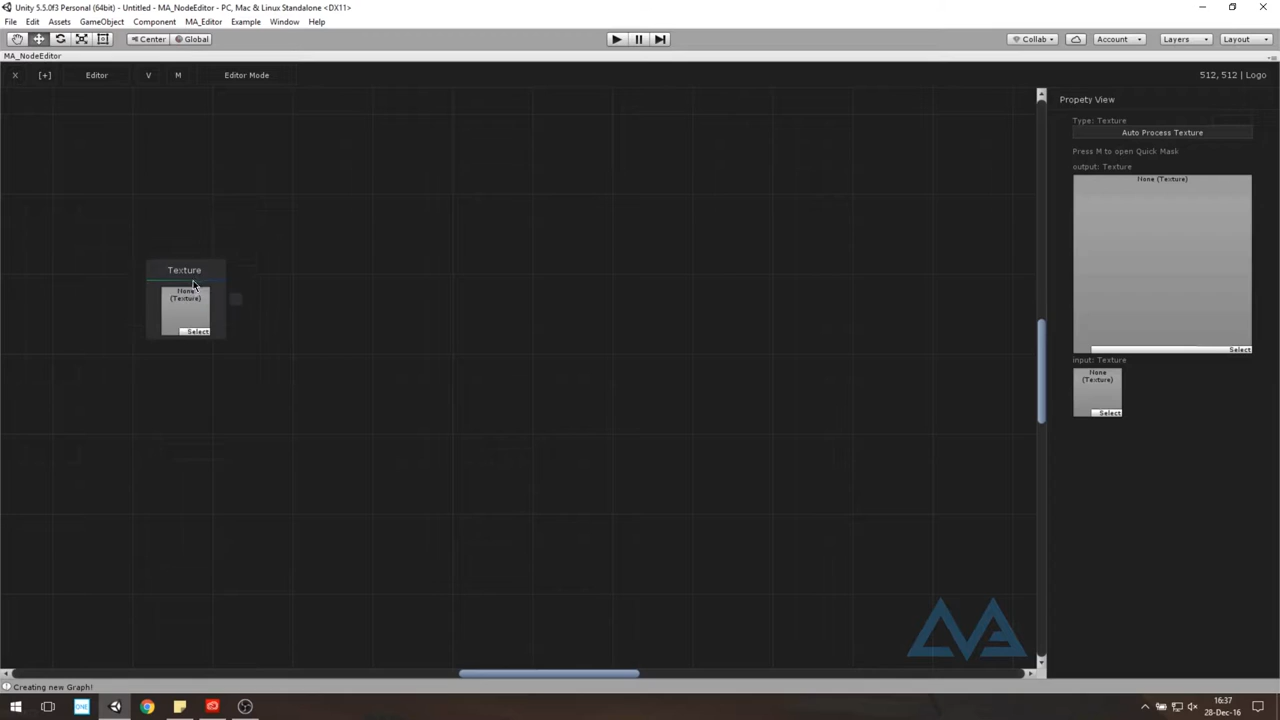 Unity 5.5.0f3 Personal (64bit) - Untitled - MA_NodeEditor - PC, Mac & Linux Standalone <DX11>
File Edit Assets GameObject Component MA_Editor Example Window Help
Center Global Collab Account Layers Layout
MA_NodeEditor
X [+] Editor V M Editor Mode 512, 512 | Logo
Propety View
Type: Texture
Auto Process Texture
Press M to open Quick Mask
output: Texture
None (Texture)
Select
input: Texture
None
(Texture)
Select
Texture
None
(Texture)
Select
Creating new Graph!
ONE
16:37
28-Dec-16